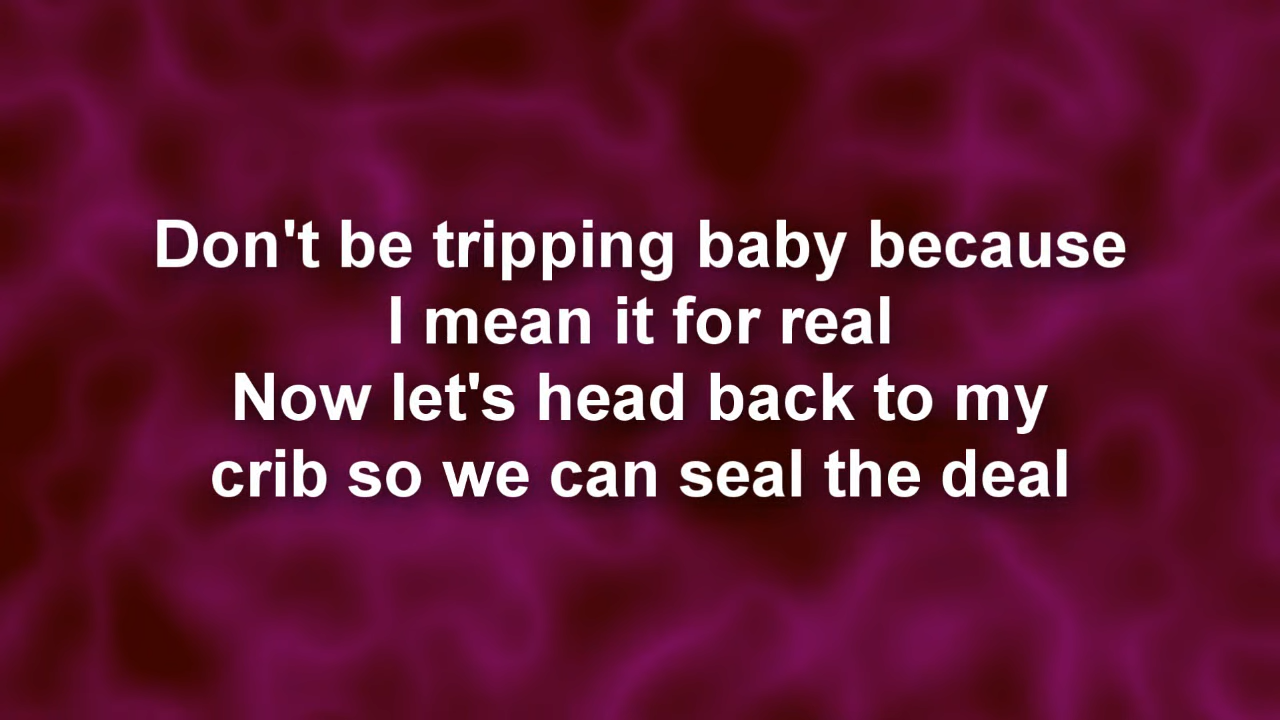 Don't be tripping baby because
I mean it for real
Now let's head back to my
crib so we can seal the deal